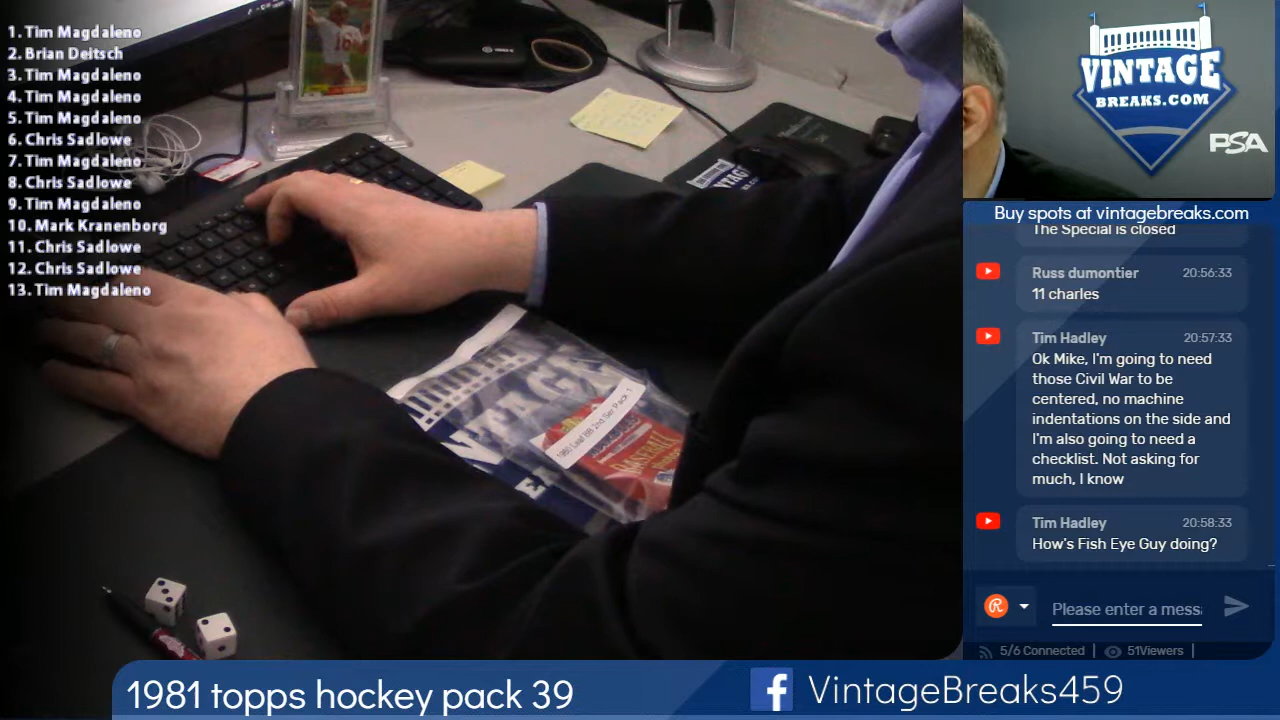 1. Tim Magdaleno
2. Brian Deitsch
3. Tim Magdaleno
4. Tim Magdaleno
5. Tim Magdaleno
6. Chris Sadlowe
7. Tim Magdaleno
8. Chris Sadlowe
9. Tim Magdaleno
10. Mark Kranenborg
11. Chris Sadlowe
12. Chris Sadlowe
13. Tim Magdaleno
16
VINTAGE
BREAKS.COM
PSA
Buy spots at vintagebreaks.com
The Special is closed
Russ dumontier 20:56:33
11 charles
Tim Hadley 20:57:33
Ok Mike, I'm going to need
those Civil War to be
centered, no machine
indentations on the side and
I'm also going to need a
checklist. Not asking for
much, I know
Tim Hadley 20:58:33
How's Fish Eye Guy doing?
Please enter a mess
5/6 Connected | 51Viewers |
VINTAGE
BASEBALL
1981 topps hockey pack 39
VintageBreaks459